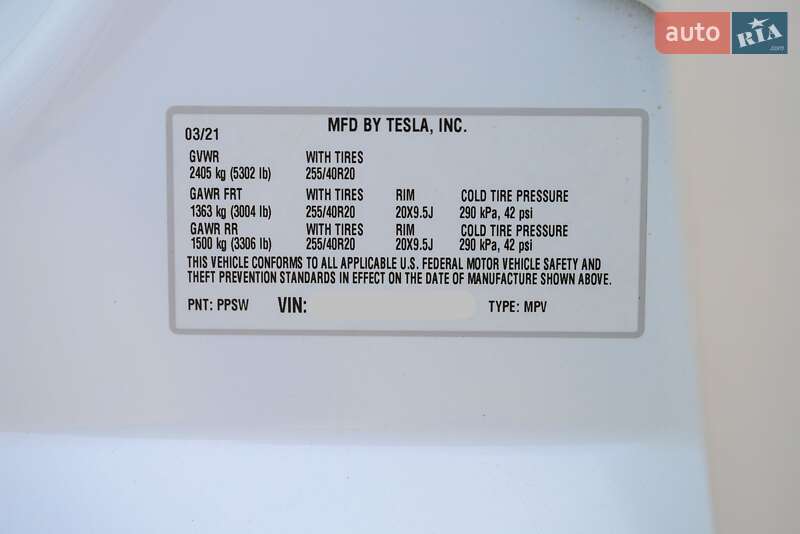 auto RIA .com
MFD BY TESLA, INC.
03/21
GVWR WITH TIRES
2405 kg (5302 lb) 255/40R20
GAWR FRT WITH TIRES RIM COLD TIRE PRESSURE
1363 kg (3004 lb) 255/40R20 20X9.5J 290 kPa, 42 psi
GAWR RR WITH TIRES RIM COLD TIRE PRESSURE
1500 kg (3306 lb) 255/40R20 20X9.5J 290 kPa, 42 psi
THIS VEHICLE CONFORMS TO ALL APPLICABLE U.S. FEDERAL MOTOR VEHICLE SAFETY AND
THEFT PREVENTION STANDARDS IN EFFECT ON THE DATE OF MANUFACTURE SHOWN ABOVE.
PNT: PPSW VIN: TYPE: MPV